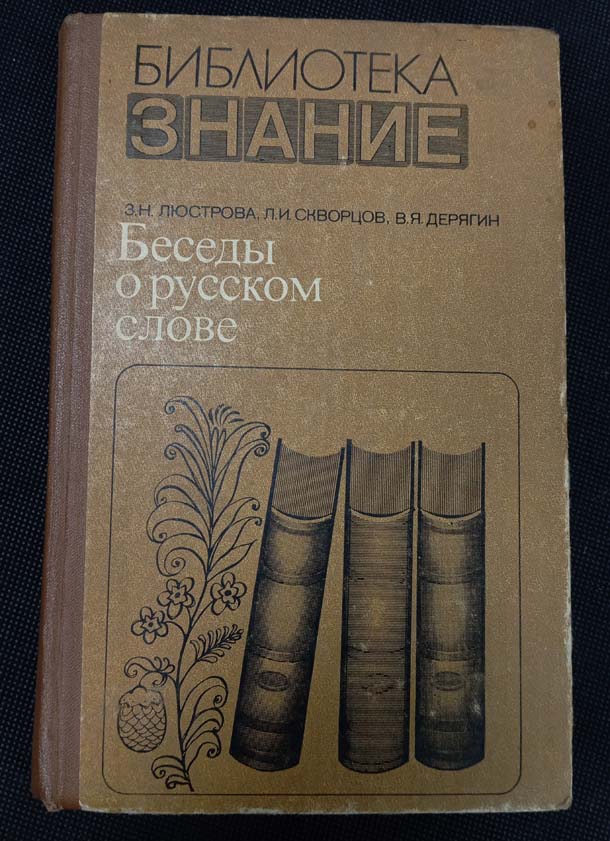 БИБЛИОТЕКА
ЗНАНИЕ
З.Н. ЛЮСТРОВА, Л.И. СКВОРЦОВ, В.Я. ДЕРЯГИН
Беседы
о русском
слове